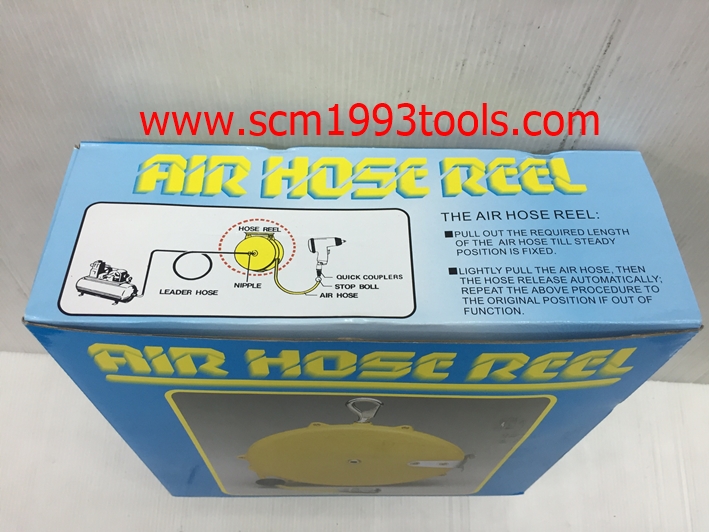 www.scm1993tools.com
AIR HOSE REEL
HOSE REEL
LEADER HOSE
NIPPLE
QUICK COUPLERS
STOP BOLL
AIR HOSE
THE AIR HOSE REEL:
■PULL OUT THE REQUIRED LENGTH
OF THE AIR HOSE TILL STEADY
POSITION IS FIXED.
■LIGHTLY PULL THE AIR HOSE, THEN
THE HOSE RELEASE AUTOMATICALLY;
REPEAT THE ABOVE PROCEDURE TO
THE ORIGINAL POSITION IF OUT OF
FUNCTION.
AIR HOSE REEL